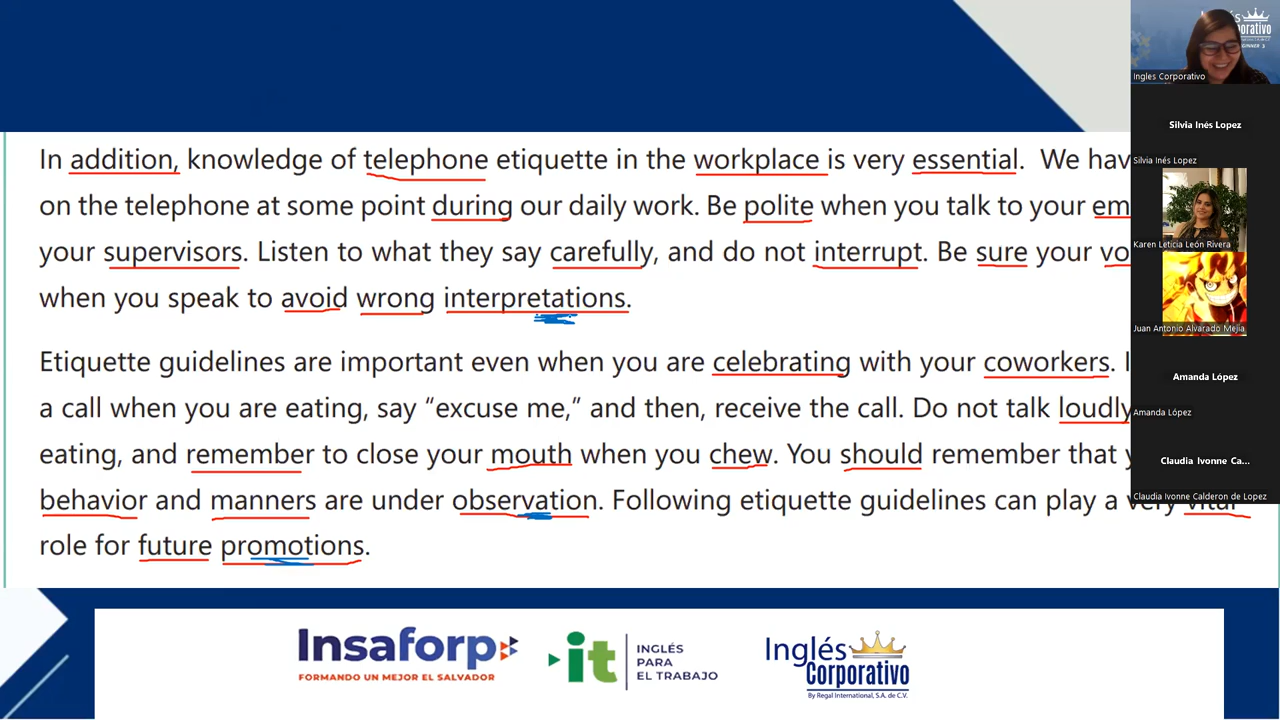 In addition, knowledge of telephone etiquette in the workplace is very essential. We hav
on the telephone at some point during our daily work. Be polite when you talk to your em
your supervisors. Listen to what they say carefully, and do not interrupt. Be sure your vo
when you speak to avoid wrong interpretations.
Etiquette guidelines are important even when you are celebrating with your coworkers. I
a call when you are eating, say “excuse me,” and then, receive the call. Do not talk loudly
eating, and remember to close your mouth when you chew. You should remember that y
behavior and manners are under observation. Following etiquette guidelines can play a very vital
role for future promotions.
Insaforp
FORMANDO UN MEJOR EL SALVADOR
it
INGLÉS
PARA
EL TRABAJO
Inglés
Corporativo
By Regal International, S.A. de C.V.
Ingles Corporativo
Silvia Inés Lopez
Silvia Inés Lopez
Karen Leticia León Rivera
Juan Antonio Alvarado Mejia
Amanda López
Amanda López
Claudia Ivonne Ca...
Claudia Ivonne Calderon de Lopez